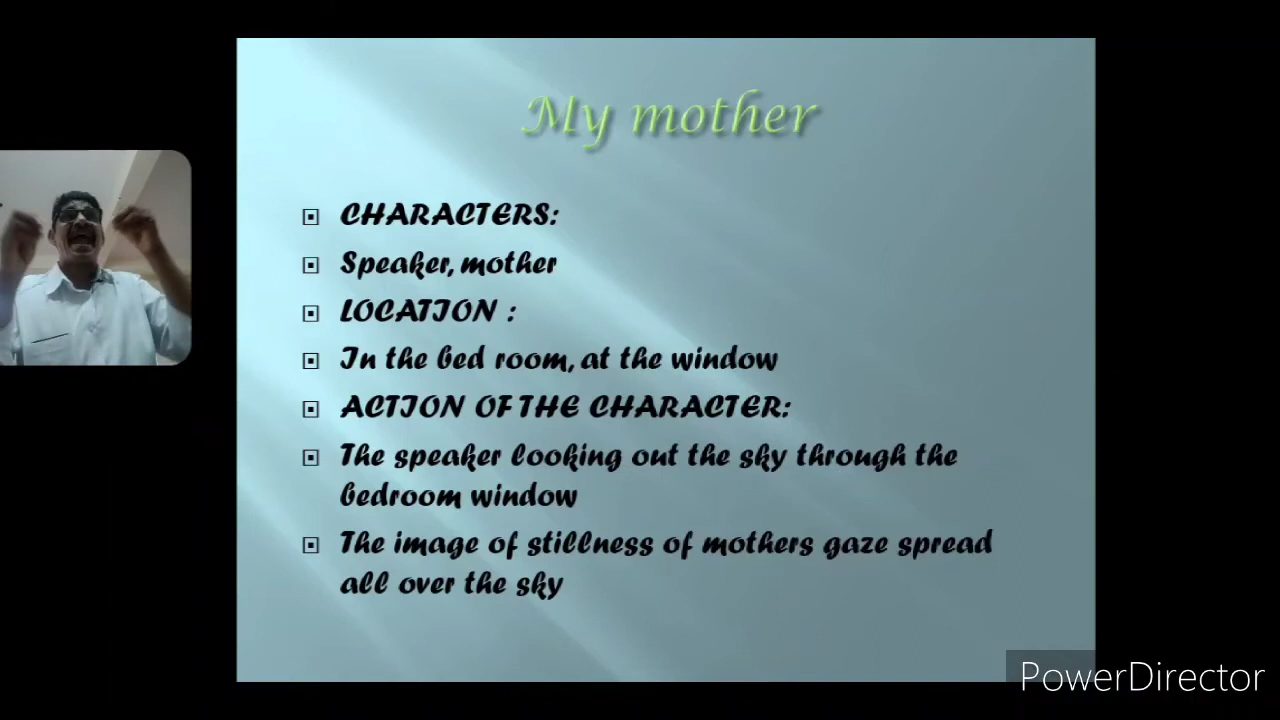 My mother
CHARACTERS:
Speaker, mother
LOCATION :
In the bed room, at the window
ACTION OF THE CHARACTER:
The speaker looking out the sky through the
bedroom window
The image of stillness of mothers gaze spread
all over the sky
PowerDirector